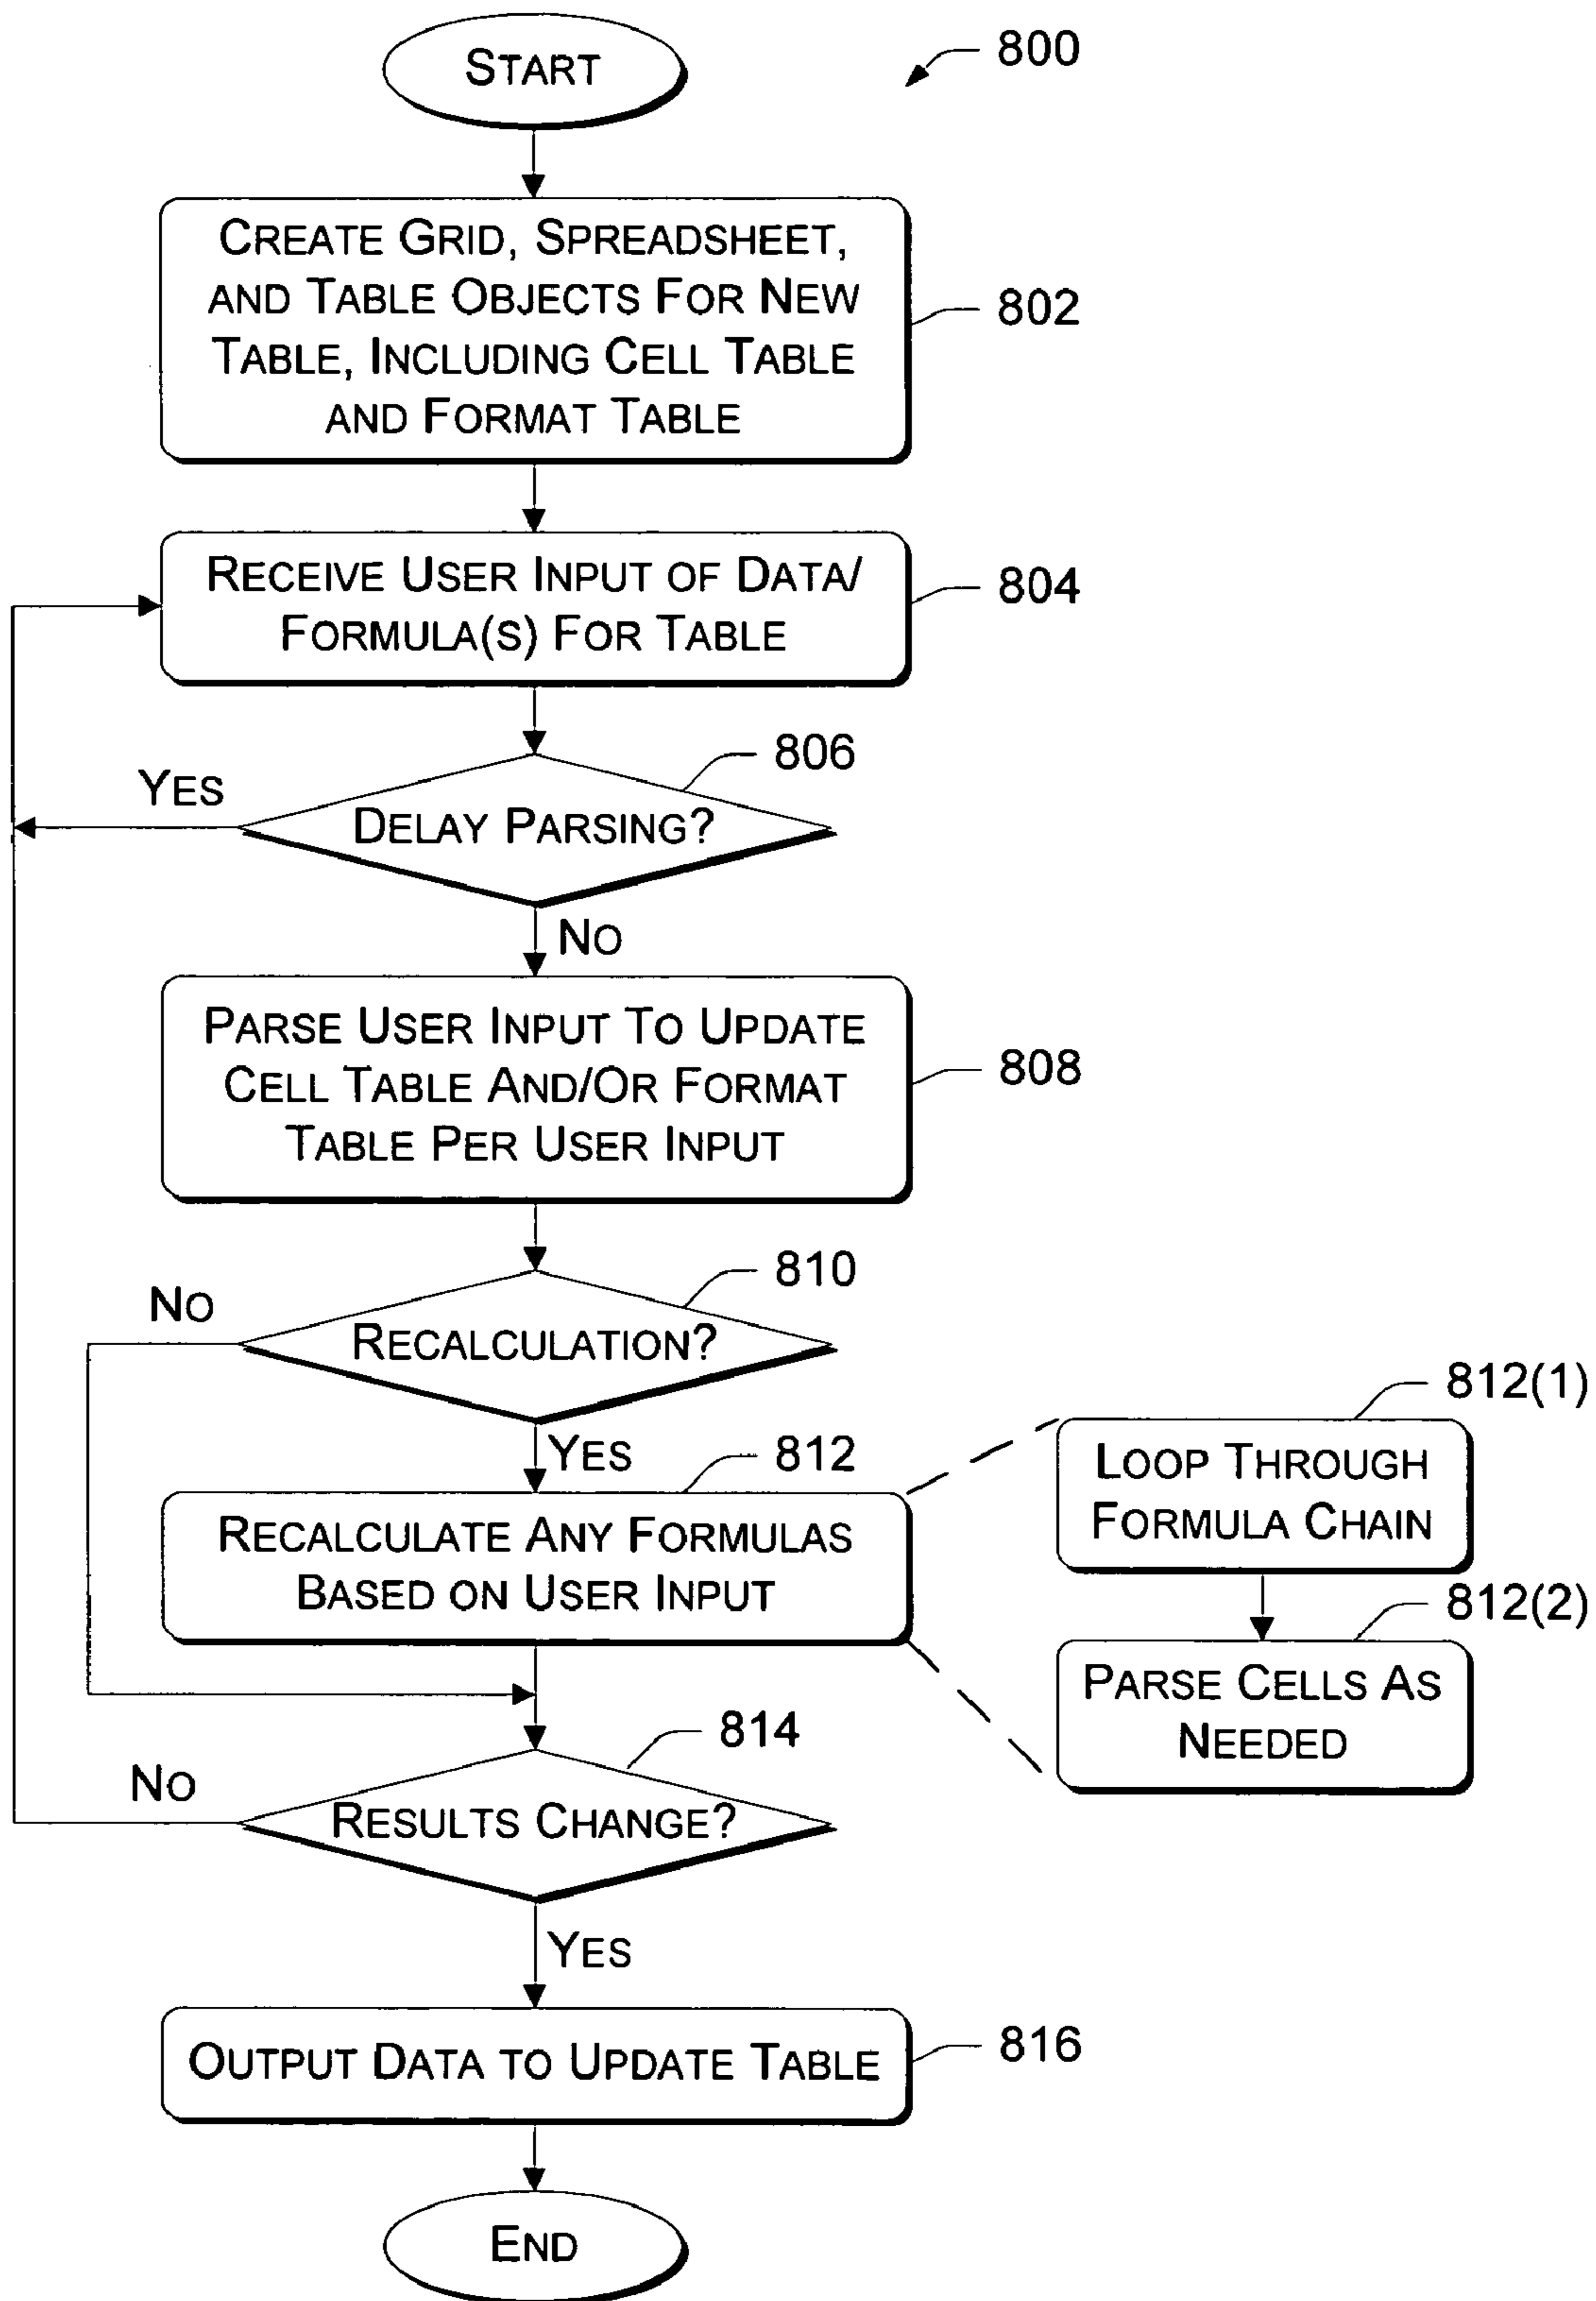 START
800
CREATE GRID, SPREADSHEET,
AND TABLE OBJECTS FOR NEW
TABLE, INCLUDING CELL TABLE
AND FORMAT TABLE
802
RECEIVE USER INPUT OF DATA/
FORMULA(S) FOR TABLE
804
806
YES
DELAY PARSING?
NO
PARSE USER INPUT TO UPDATE
CELL TABLE AND/OR FORMAT
TABLE PER USER INPUT
808
810
NO
RECALCULATION?
YES
812
RECALCULATE ANY FORMULAS
BASED ON USER INPUT
812(1)
LOOP THROUGH
FORMULA CHAIN
812(2)
PARSE CELLS AS
NEEDED
814
NO
RESULTS CHANGE?
YES
OUTPUT DATA TO UPDATE TABLE
816
END